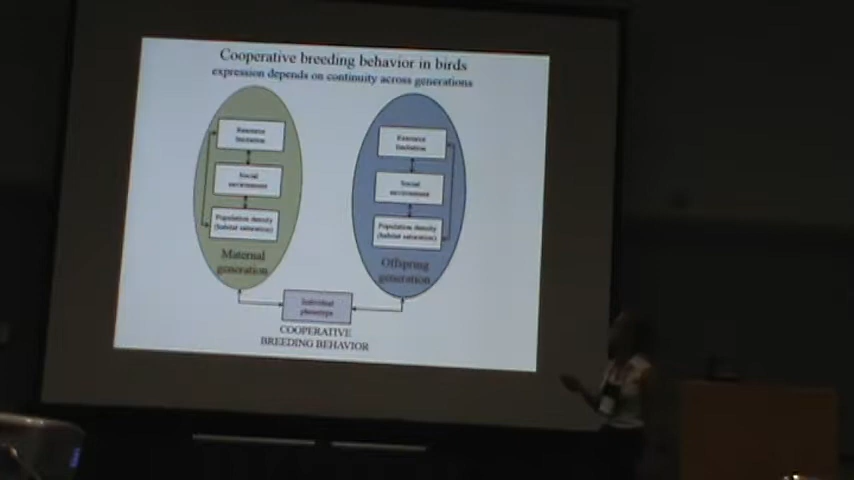 Cooperative breeding behavior in birds
expression depends on continuity across generations
Resource
limitation
Social
environment
Population density
(habitat saturation)
Maternal
generation
Resource
limitation
Social
environment
Population density
(habitat saturation)
Offspring
generation
Individual
phenotype
COOPERATIVE
BREEDING BEHAVIOR